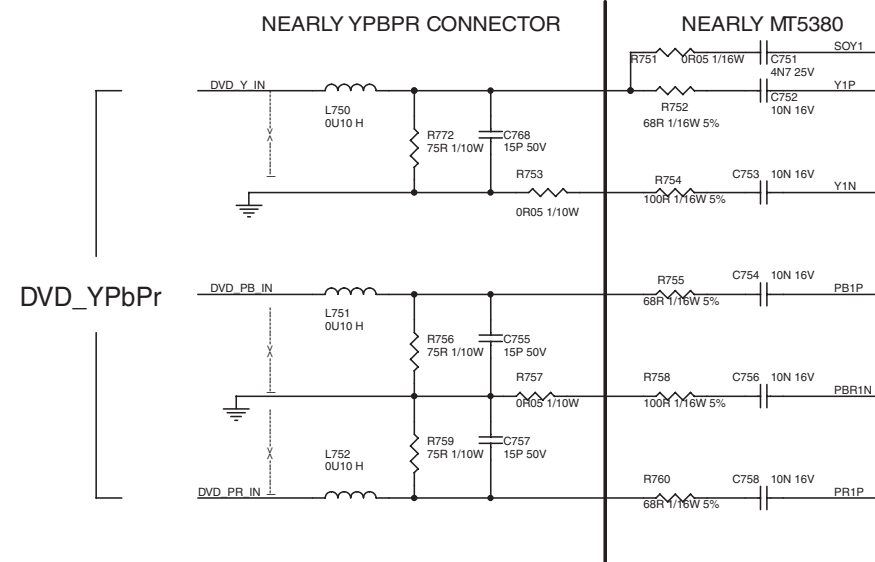 NEARLY YPBPR CONNECTOR
NEARLY MT5380
R751
0R05 1/16W
C751
4N7 25V
SOY1
DVD_Y_IN
L750
0U10 H
R772
75R 1/10W
C768
15P 50V
R752
68R 1/16W 5%
C752
10N 16V
Y1P
R753
0R05 1/10W
R754
100R 1/16W 5%
C753
10N 16V
Y1N
DVD_YPbPr
DVD_PB_IN
L751
0U10 H
R756
75R 1/10W
C755
15P 50V
R755
68R 1/16W 5%
C754
10N 16V
PB1P
R757
0R05 1/10W
R758
100R 1/16W 5%
C756
10N 16V
PBR1N
R759
75R 1/10W
C757
15P 50V
L752
0U10 H
DVD_PR_IN
R760
68R 1/16W 5%
C758
10N 16V
PR1P